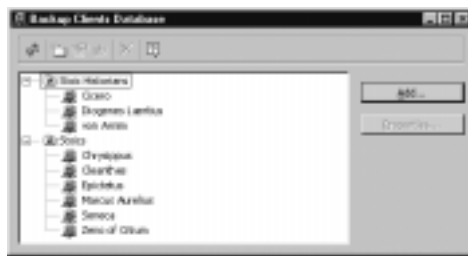 Backup Clients Database
Stoic Historians
Cicero
Diogenes Laertius
von Arnim
Stoics
Chrysippus
Cleanthes
Epictetus
Marcus Aurelius
Seneca
Zeno of Citium
Add...
Properties...